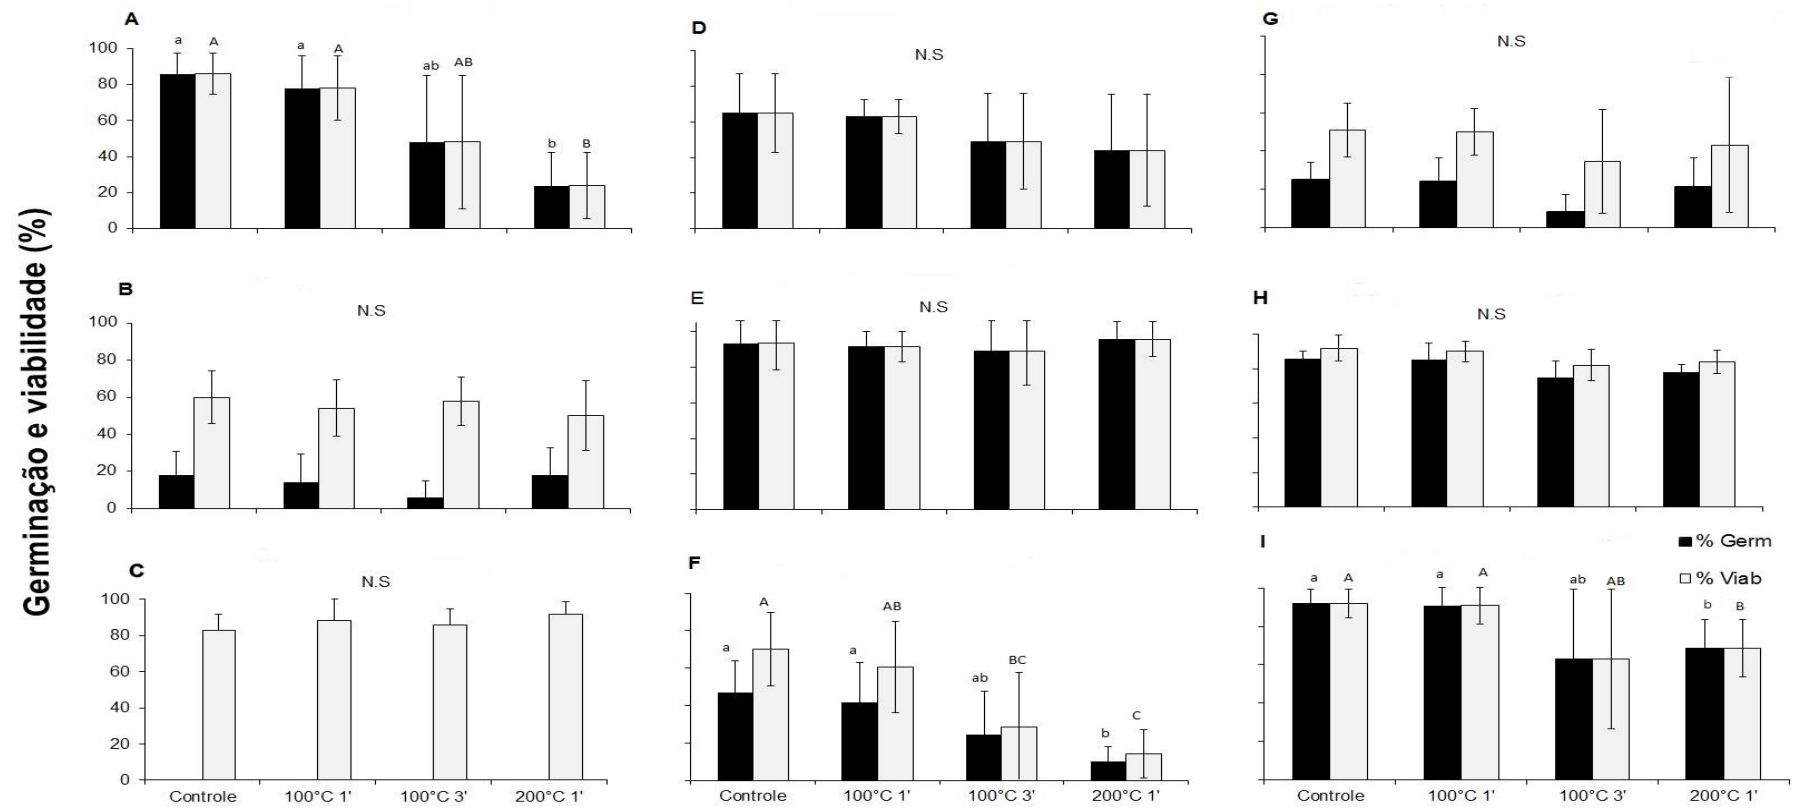 Germinação e viabilidade (%)
A
a A a A ab AB b B
100
80
60
40
20
0
B
N.S
100
80
60
40
20
0
C
N.S
100
80
60
40
20
0
Controle 100°C 1' 100°C 3' 200°C 1'
D
N.S
E
N.S
F
a A a AB ab BC b C
Controle 100°C 1' 100°C 3' 200°C 1'
G
N.S
H
N.S
I
% Germ
% Viab
a A a A ab AB b B
Controle 100°C 1' 100°C 3' 200°C 1'